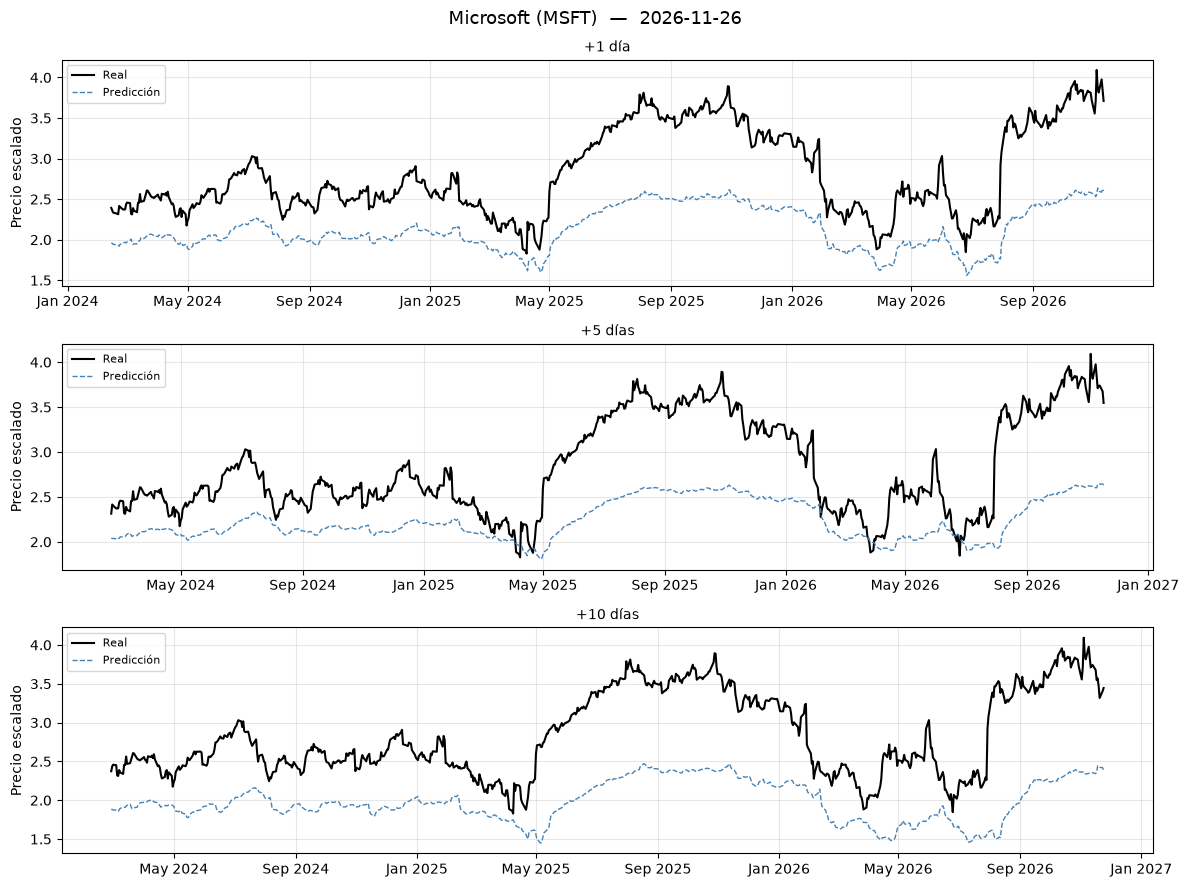 Microsoft (MSFT) — 2026-11-26
+1 día
Precio escalado
4.0
3.5
3.0
2.5
2.0
1.5
Real
Predicción
Jan 2024 May 2024 Sep 2024 Jan 2025 May 2025 Sep 2025 Jan 2026 May 2026 Sep 2026
+5 días
Precio escalado
4.0
3.5
3.0
2.5
2.0
Real
Predicción
May 2024 Sep 2024 Jan 2025 May 2025 Sep 2025 Jan 2026 May 2026 Sep 2026 Jan 2027
+10 días
Precio escalado
4.0
3.5
3.0
2.5
2.0
1.5
Real
Predicción
May 2024 Sep 2024 Jan 2025 May 2025 Sep 2025 Jan 2026 May 2026 Sep 2026 Jan 2027